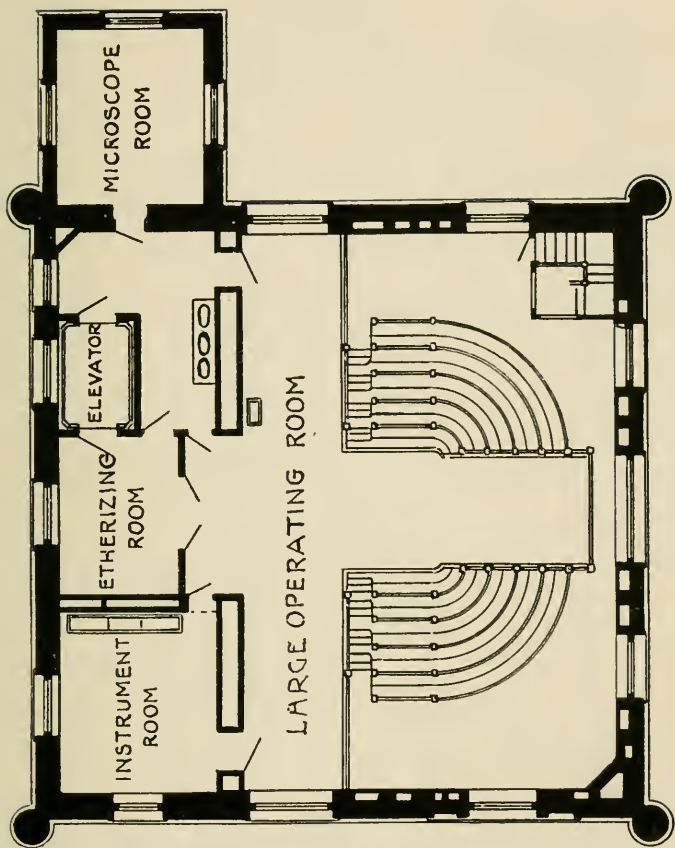 MICROSCOPE
ROOM
ELEVATOR
ETHERIZING
ROOM
LARGE OPERATING ROOM
INSTRUMENT
ROOM